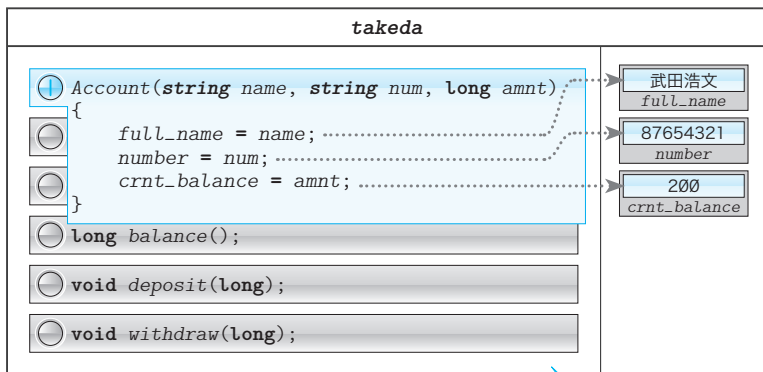 takeda
Account(string name, string num, long amnt)
{
full_name = name;
number = num;
crnt_balance = amnt;
}
long balance();
void deposit(long);
void withdraw(long);
武田浩文
full_name
87654321
number
200
crnt_balance